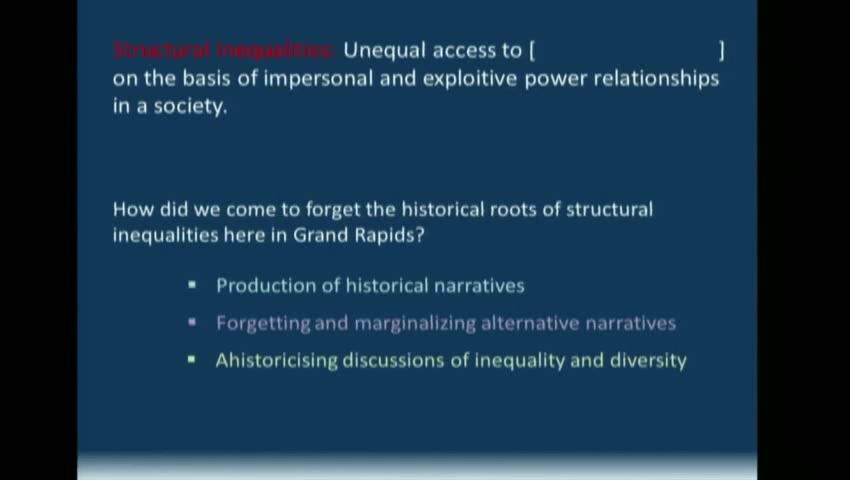 Structural Inequalities: Unequal access to [ ]
on the basis of impersonal and exploitive power relationships
in a society.
How did we come to forget the historical roots of structural
inequalities here in Grand Rapids?
▪ Production of historical narratives
▪ Forgetting and marginalizing alternative narratives
▪ Ahistoricising discussions of inequality and diversity